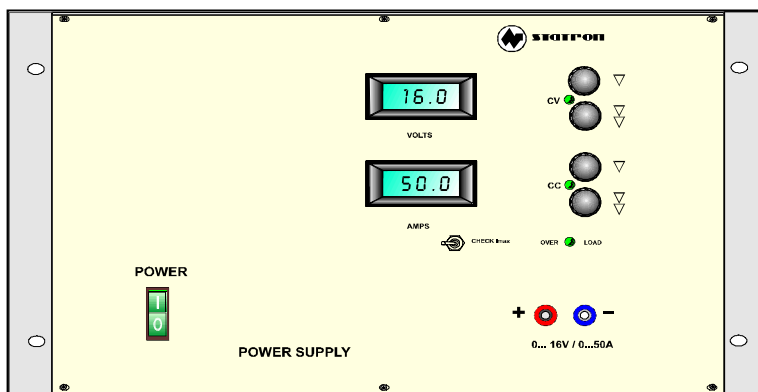 STATRON
16.0
CV
VOLTS
50.0
CC
AMPS
CHECK Imax
OVER LOAD
POWER
I
0
+ −
0... 16V / 0...50A
POWER SUPPLY